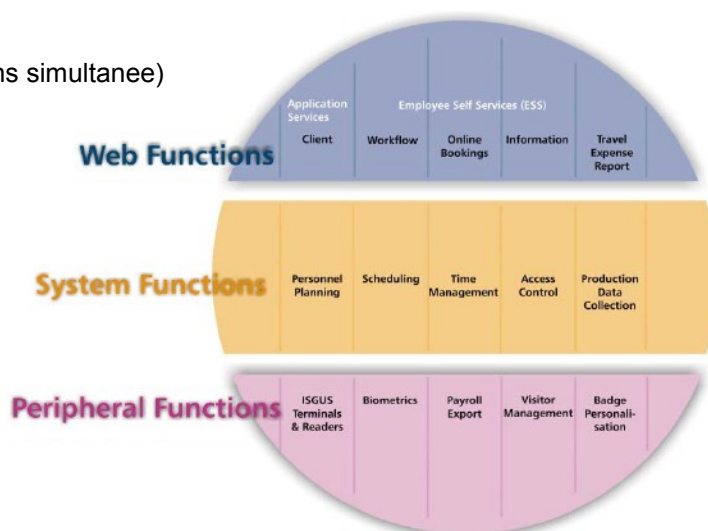 ns simultanee)
Application
Services
Employee Self Services (ESS)
Web Functions
Client
Workflow
Online
Bookings
Information
Travel
Expense
Report
System Functions
Personnel
Planning
Scheduling
Time
Management
Access
Control
Production
Data
Collection
Peripheral Functions
ISGUS
Terminals
& Readers
Biometrics
Payroll
Export
Visitor
Management
Badge
Personali-
sation